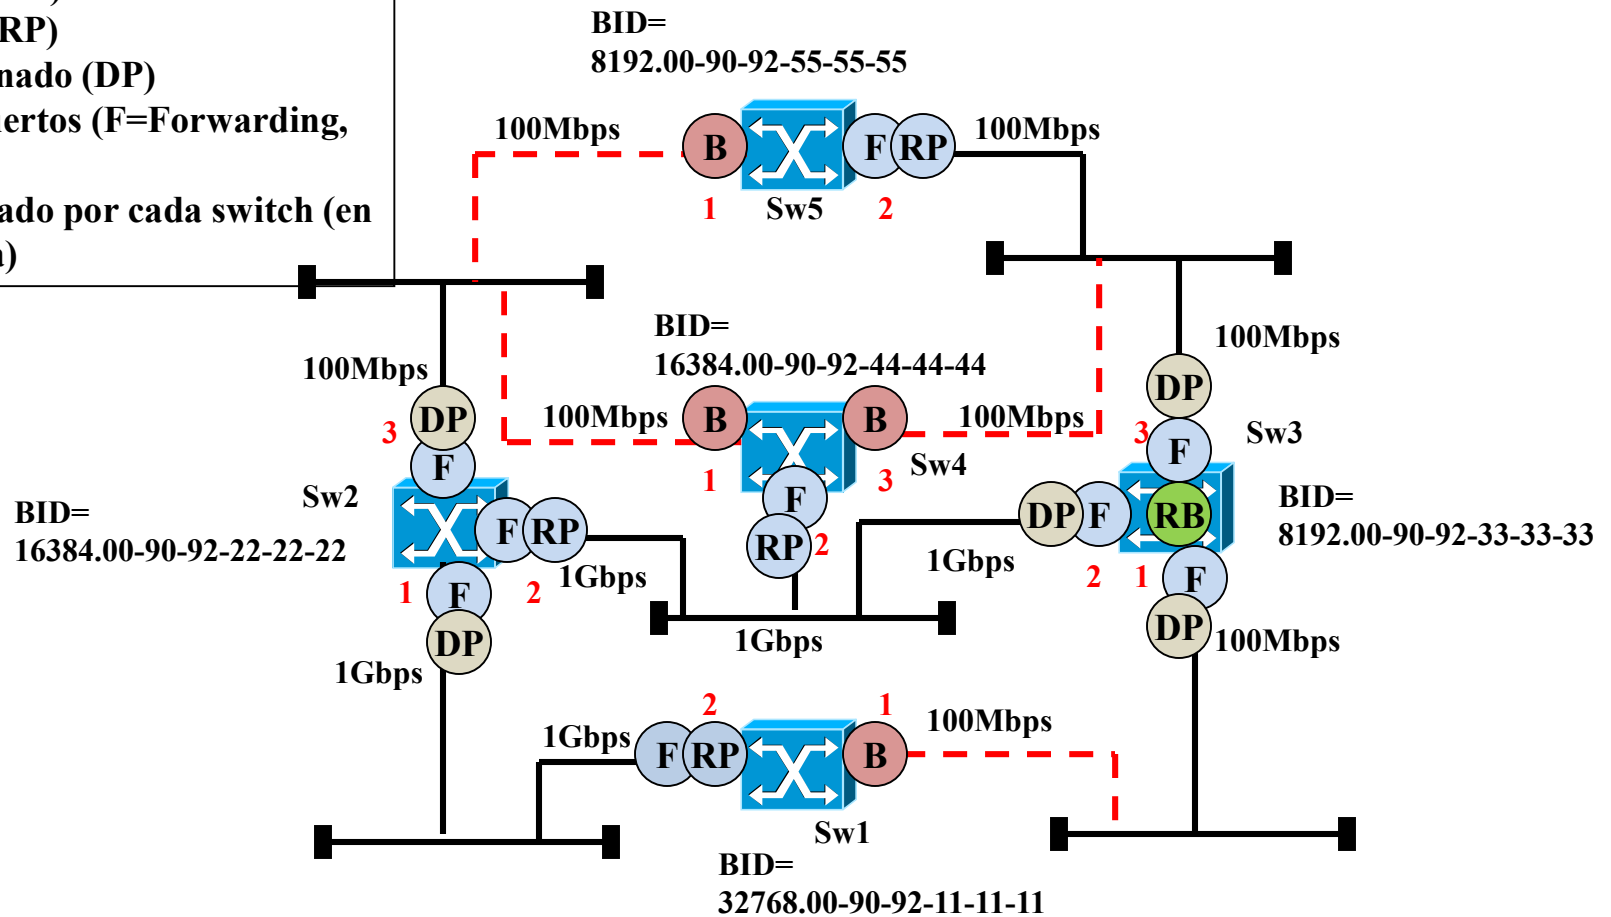 RP)
nado (DP)
iertos (F=Forwarding,
ado por cada switch (en
a)
BID=
8192.00-90-92-55-55-55
100Mbps
B
F
RP
100Mbps
1
Sw5
2
BID=
16384.00-90-92-44-44-44
100Mbps
100Mbps
DP
3
F
B
B
100Mbps
100Mbps
1
3
Sw4
F
RP
2
DP
3
F
Sw3
Sw2
BID=
16384.00-90-92-22-22-22
F
RP
1Gbps
1
2
F
DP
1Gbps
DP
F
RB
1Gbps
2
1
F
DP
100Mbps
BID=
8192.00-90-92-33-33-33
1Gbps
2
1
1Gbps
F
RP
B
100Mbps
Sw1
BID=
32768.00-90-92-11-11-11